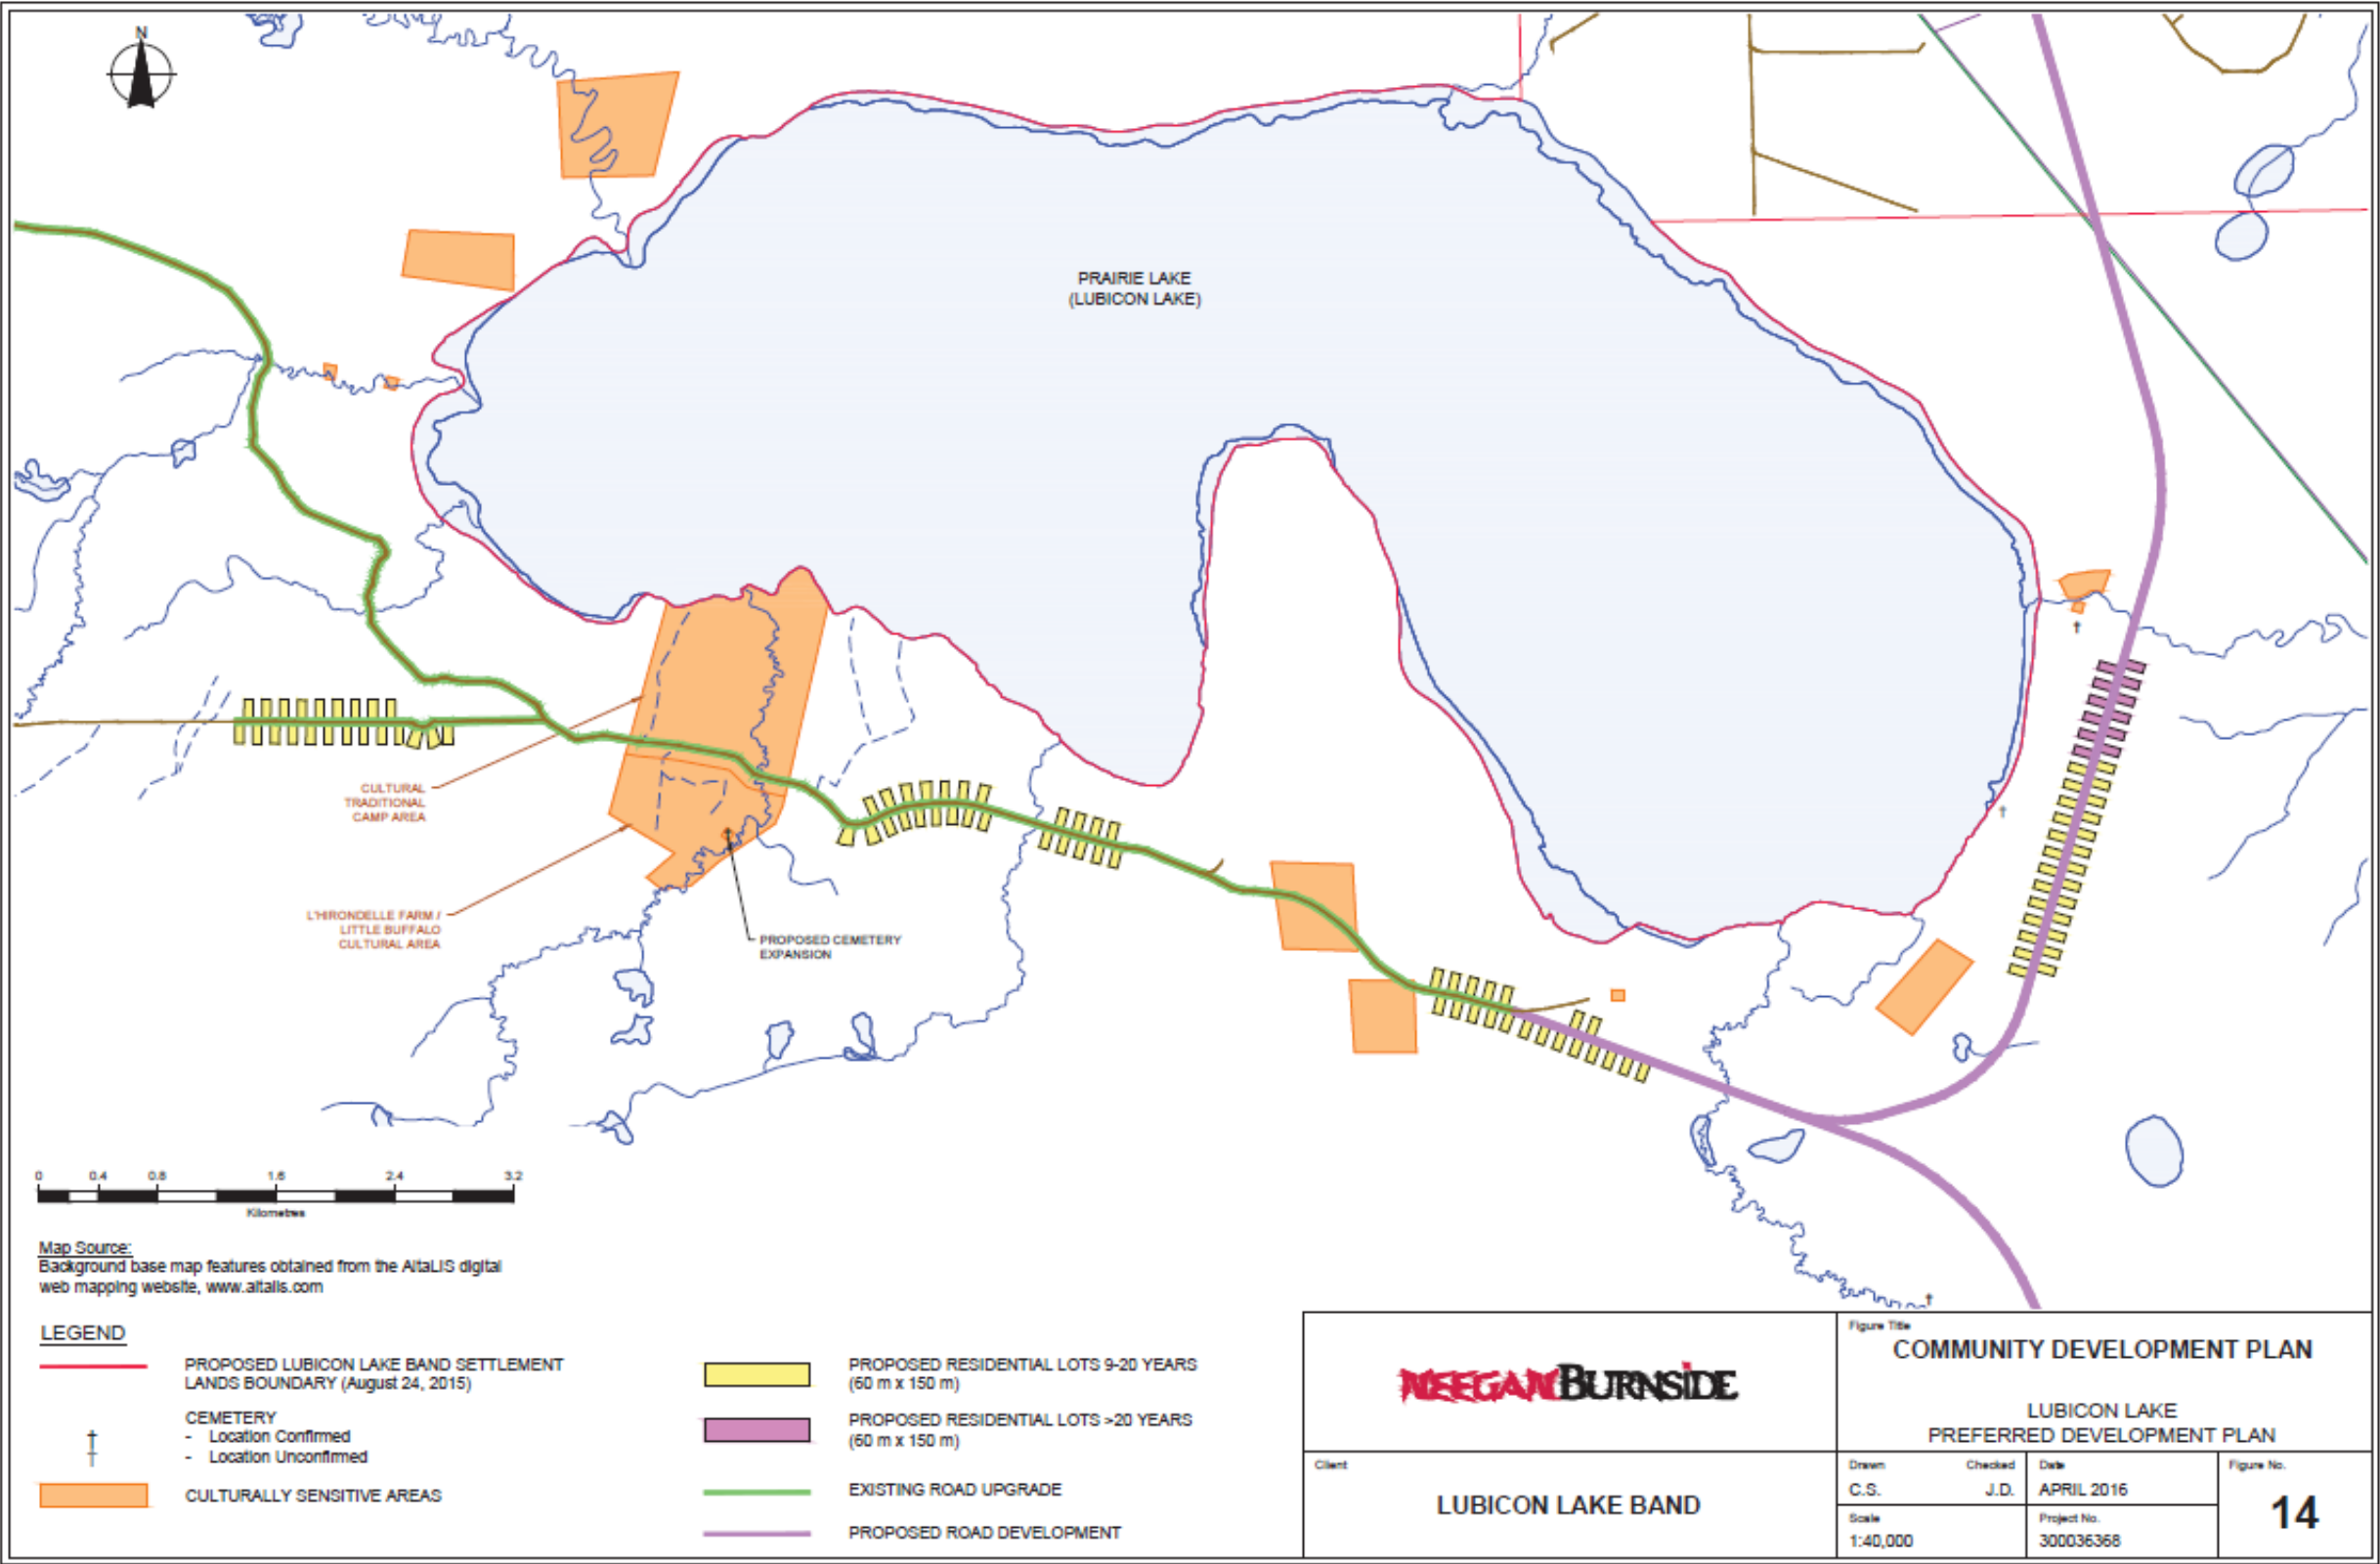 N
PRAIRIE LAKE
(LUBICON LAKE)
CULTURAL
TRADITIONAL
CAMP AREA
L'HIRONDELLE FARM /
LITTLE BUFFALO
CULTURAL AREA
PROPOSED CEMETERY
EXPANSION
0 0.4 0.8 1.6 2.4 3.2
Kilometres
Map Source:
Background base map features obtained from the AltaLIS digital
web mapping website, www.altalis.com
LEGEND
PROPOSED LUBICON LAKE BAND SETTLEMENT
LANDS BOUNDARY (August 24, 2015)
CEMETERY
- Location Confirmed
- Location Unconfirmed
CULTURALLY SENSITIVE AREAS
PROPOSED RESIDENTIAL LOTS 9-20 YEARS
(60 m x 150 m)
PROPOSED RESIDENTIAL LOTS >20 YEARS
(60 m x 150 m)
EXISTING ROAD UPGRADE
PROPOSED ROAD DEVELOPMENT
NEEGAN BURNSIDE
Client
LUBICON LAKE BAND
Figure Title
COMMUNITY DEVELOPMENT PLAN
LUBICON LAKE
PREFERRED DEVELOPMENT PLAN
Drawn Checked Date Figure No.
C.S. J.D. APRIL 2016
14
Scale Project No.
1:40,000 300036368